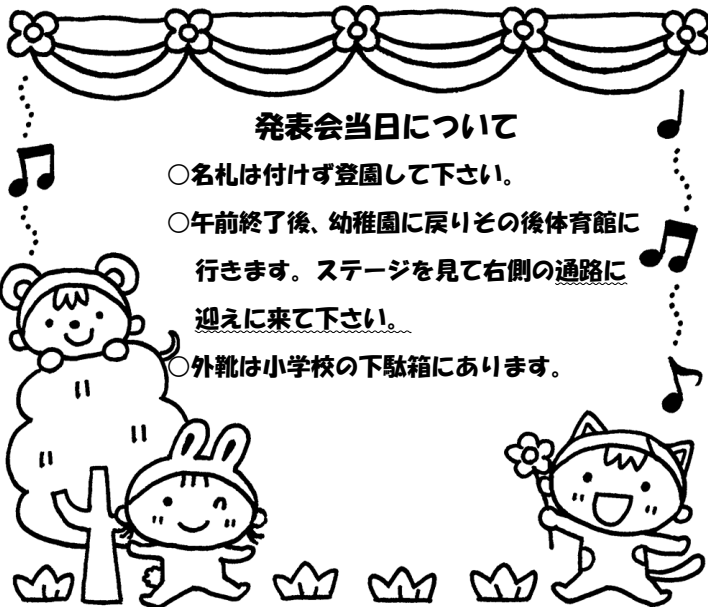 発表会当日について
○名札は付けず登園して下さい。
○午前終了後、幼稚園に戻りその後体育館に
行きます。ステージを見て右側の通路に
迎えに来て下さい。
○外靴は小学校の下駄箱にあります。